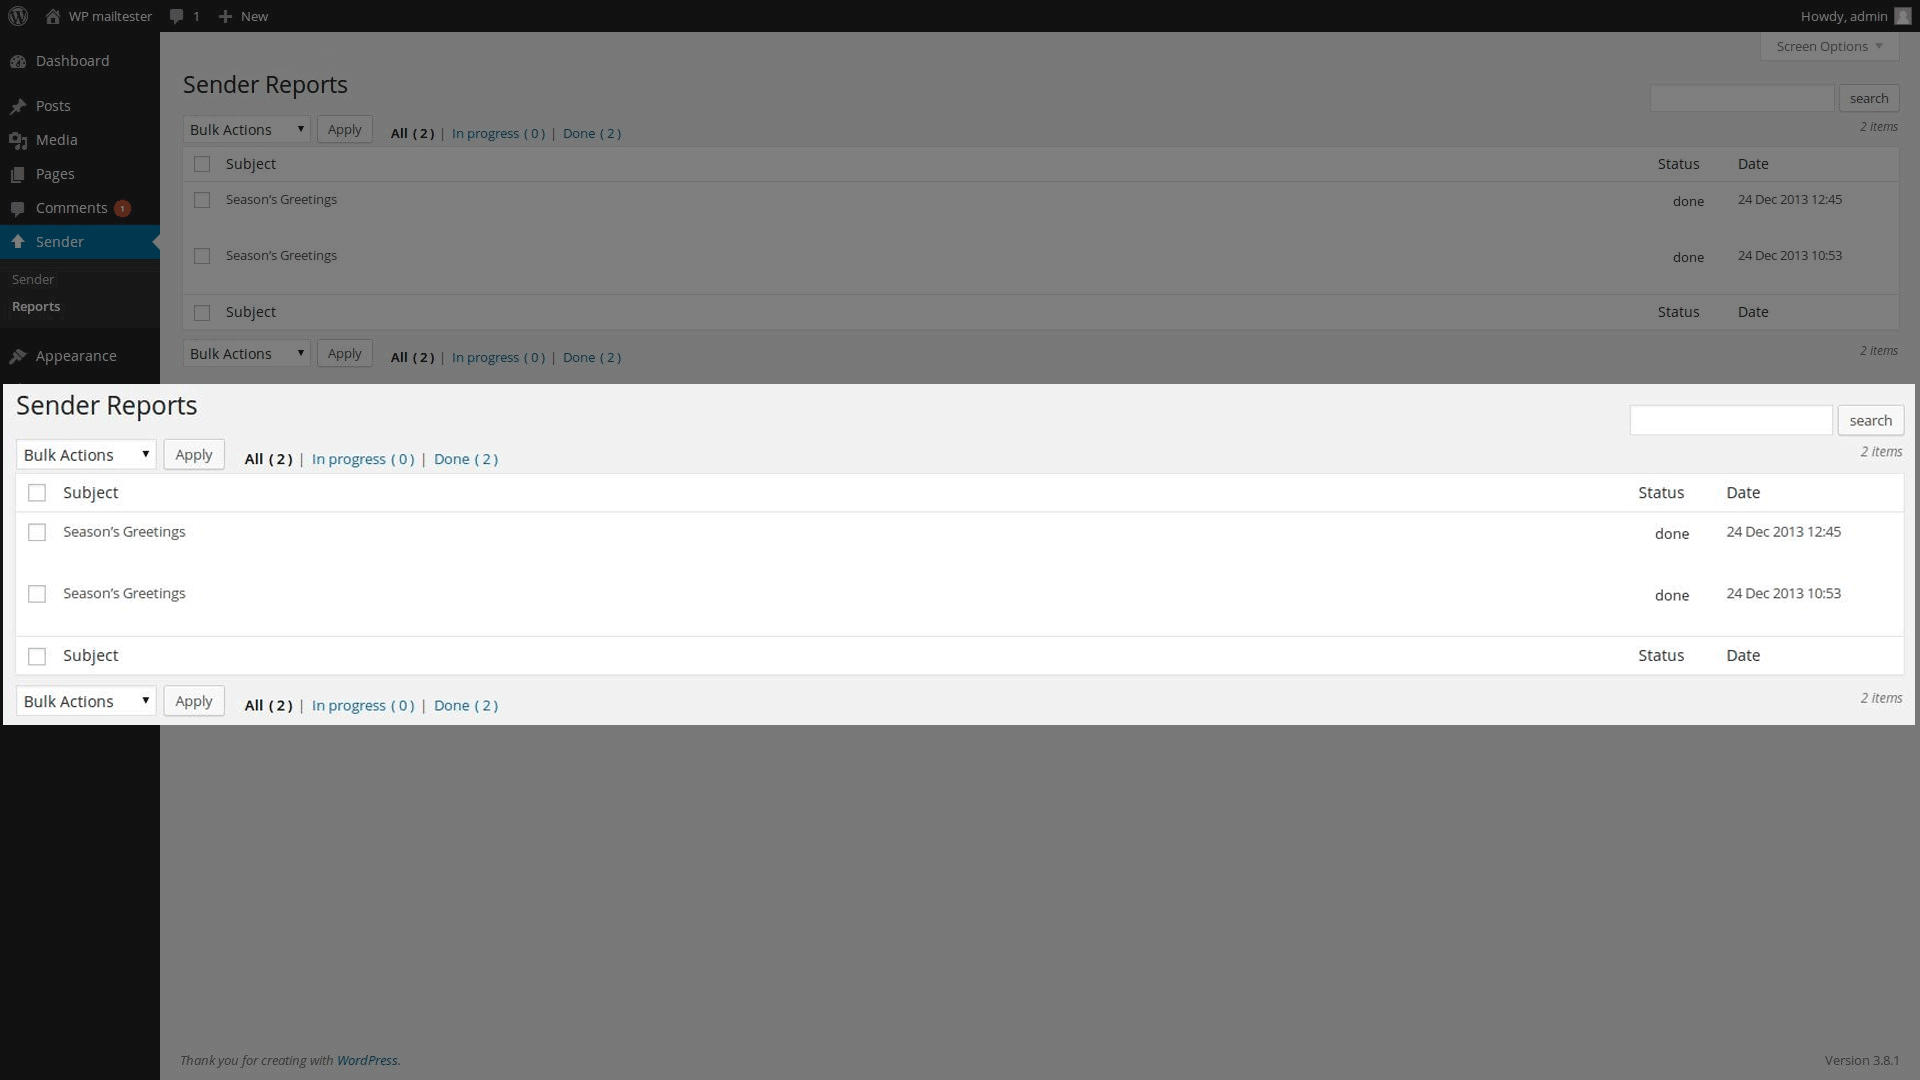 WP mailtester 1 New Howdy, admin
Dashboard
Posts
Media
Pages
Comments 1
Sender
Sender
Reports
Appearance
Screen Options
Sender Reports
search
Bulk Actions Apply All ( 2 ) | In progress ( 0 ) | Done ( 2 ) 2 items
Subject Status Date
Season's Greetings done 24 Dec 2013 12:45
Season's Greetings done 24 Dec 2013 10:53
Subject Status Date
Bulk Actions Apply All ( 2 ) | In progress ( 0 ) | Done ( 2 ) 2 items
Sender Reports
search
Bulk Actions Apply All ( 2 ) | In progress ( 0 ) | Done ( 2 ) 2 items
Subject Status Date
Season's Greetings done 24 Dec 2013 12:45
Season's Greetings done 24 Dec 2013 10:53
Subject Status Date
Bulk Actions Apply All ( 2 ) | In progress ( 0 ) | Done ( 2 ) 2 items
Thank you for creating with WordPress. Version 3.8.1